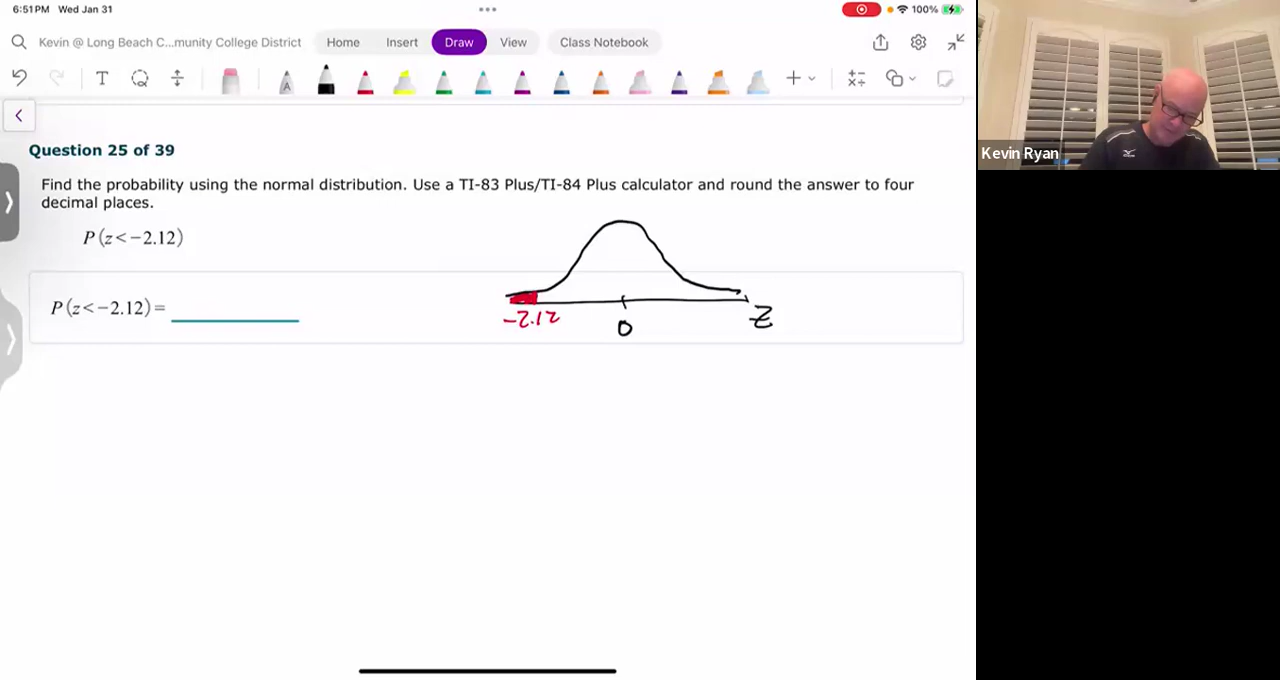 6:51PM Wed Jan 31
100%
Kevin @ Long Beach C...munity College District
Home
Insert
Draw
View
Class Notebook
T
A
Kevin Ryan
Question 25 of 39
Find the probability using the normal distribution. Use a TI-83 Plus/TI-84 Plus calculator and round the answer to four
decimal places.
P(z<−2.12)
P(z<−2.12)=
-2.12
0
Z